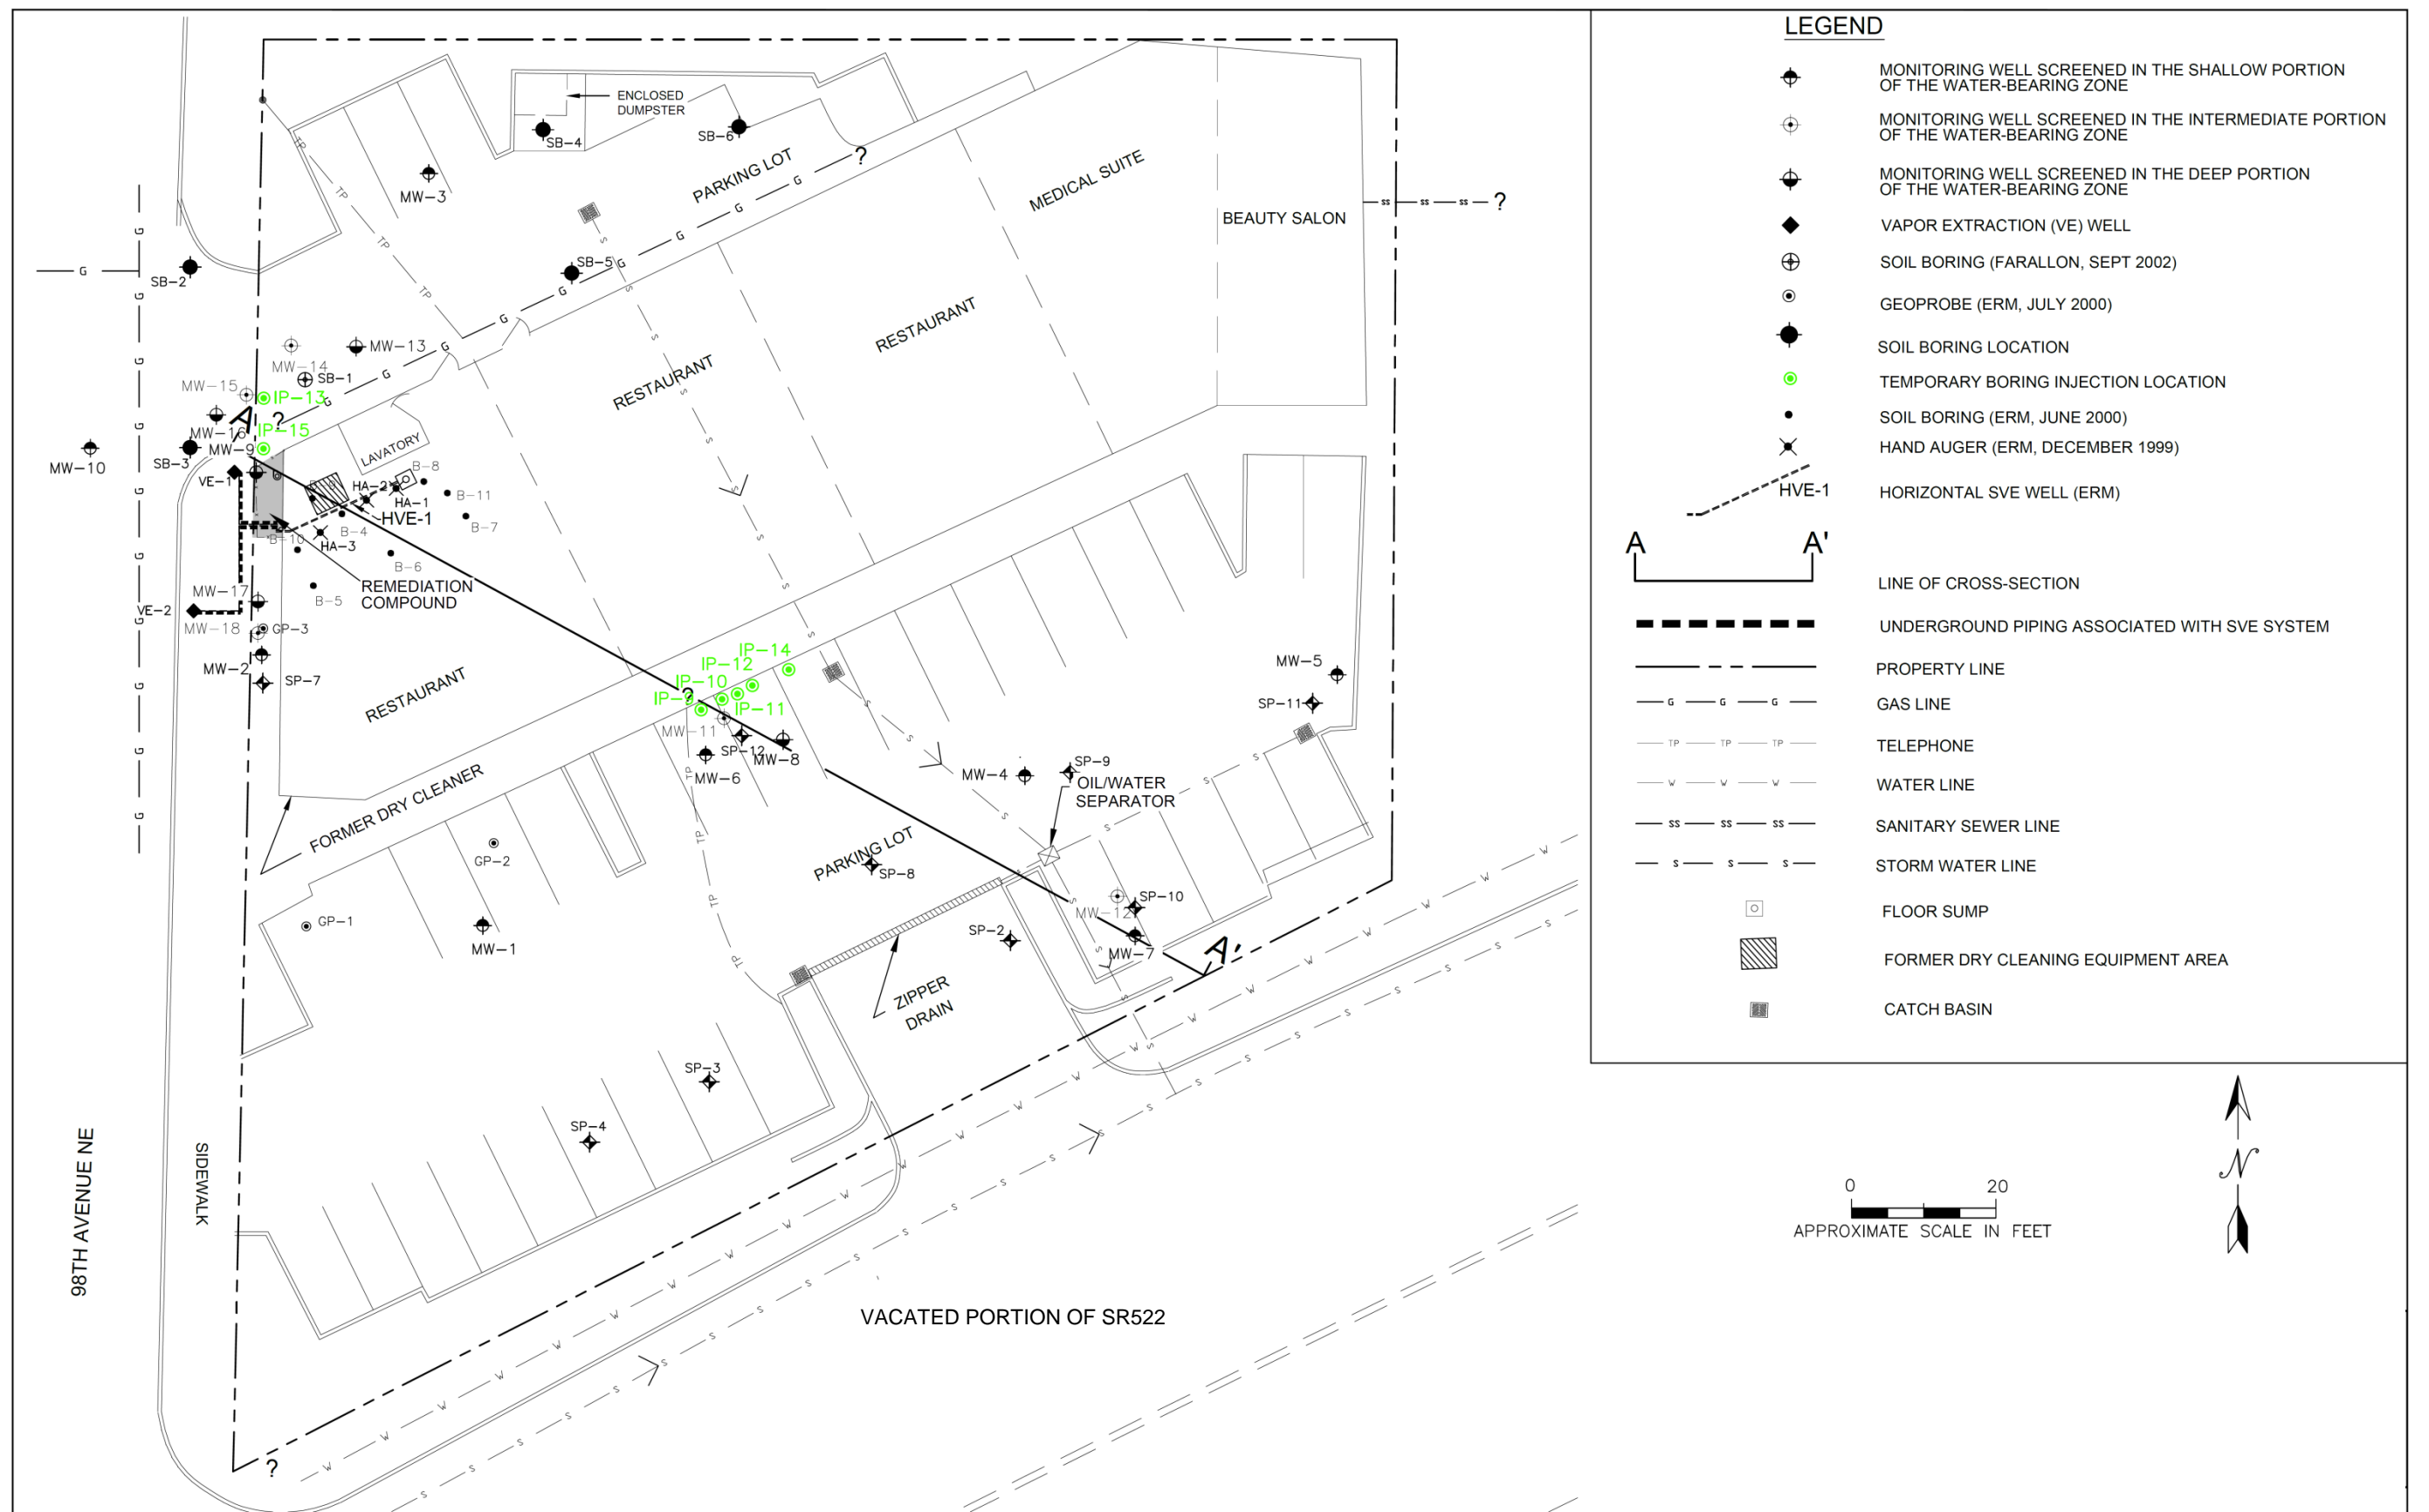 LEGEND
MONITORING WELL SCREENED IN THE SHALLOW PORTION
OF THE WATER-BEARING ZONE
MONITORING WELL SCREENED IN THE INTERMEDIATE PORTION
OF THE WATER-BEARING ZONE
MONITORING WELL SCREENED IN THE DEEP PORTION
OF THE WATER-BEARING ZONE
VAPOR EXTRACTION (VE) WELL
SOIL BORING (FARALLON, SEPT 2002)
GEOPROBE (ERM, JULY 2000)
SOIL BORING LOCATION
TEMPORARY BORING INJECTION LOCATION
SOIL BORING (ERM, JUNE 2000)
HAND AUGER (ERM, DECEMBER 1999)
HVE-1 HORIZONTAL SVE WELL (ERM)
A A'
LINE OF CROSS-SECTION
UNDERGROUND PIPING ASSOCIATED WITH SVE SYSTEM
PROPERTY LINE
G G G GAS LINE
TP TP TP TELEPHONE
W W W WATER LINE
SS SS SS SANITARY SEWER LINE
S S S STORM WATER LINE
FLOOR SUMP
FORMER DRY CLEANING EQUIPMENT AREA
CATCH BASIN
0 20
APPROXIMATE SCALE IN FEET
N
ENCLOSED
DUMPSTER
SB-4
SB-6
MW-3
PARKING LOT
?
MEDICAL SUITE
BEAUTY SALON
SS SS SS ?
SB-2
SB-5
RESTAURANT
RESTAURANT
MW-14
MW-13
SB-1
MW-15
IP-13
A
?
MW-16
IP-15
MW-10
SB-3
MW-9
LAVATORY
VE-1
B-8
HA-2
HA-1
B-11
HVE-1
B-7
B-4
B-10
HA-3
B-6
REMEDIATION
COMPOUND
B-5
MW-17
VE-2
MW-18
GP-3
MW-2
SP-7
RESTAURANT
IP-14
IP-12
IP-10
IP-9
?
IP-11
MW-11
SP-12
MW-8
MW-6
MW-5
SP-11
MW-4
SP-9
OIL/WATER
SEPARATOR
FORMER DRY CLEANER
PARKING LOT
GP-2
SP-8
GP-1
MW-1
SP-10
MW-12
SP-2
MW-7
A'
ZIPPER
DRAIN
SP-3
SP-4
98TH AVENUE NE
SIDEWALK
VACATED PORTION OF SR522
?